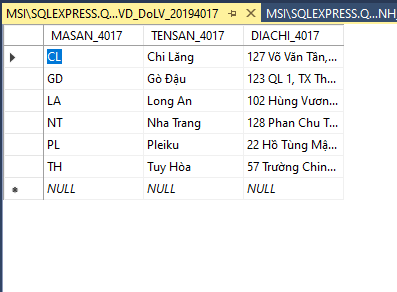 MSI\SQLEXPRESS.Q...VD_DoLV_20194017 MSI\SQLEXPRESS.Q...NH
MASAN_4017 TENSAN_4017 DIACHI_4017
CL Chi Lăng 127 Võ Văn Tân,...
GD Gò Đậu 123 QL 1, TX Th...
LA Long An 102 Hùng Vươn...
NT Nha Trang 128 Phan Chu T...
PL Pleiku 22 Hồ Tùng Mậ...
TH Tuy Hòa 57 Trường Chin...
NULL NULL NULL